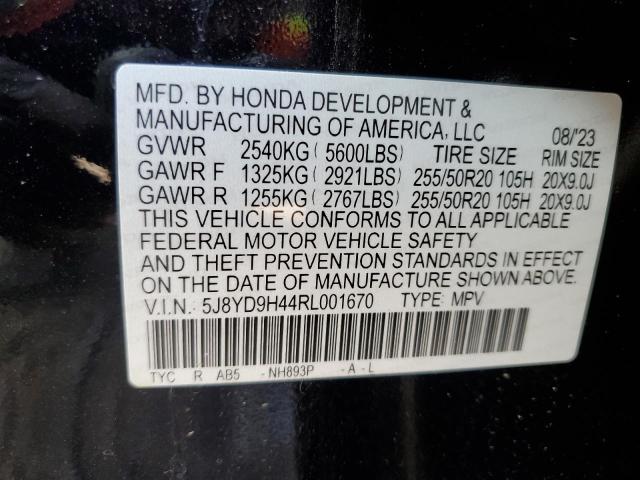 MFD. BY HONDA DEVELOPMENT &
MANUFACTURING OF AMERICA, LLC 08/'23
GVWR 2540KG ( 5600LBS) TIRE SIZE RIM SIZE
GAWR F 1325KG ( 2921LBS) 255/50R20 105H 20X9.0J
GAWR R 1255KG ( 2767LBS) 255/50R20 105H 20X9.0J
THIS VEHICLE CONFORMS TO ALL APPLICABLE
FEDERAL MOTOR VEHICLE SAFETY
AND THEFT PREVENTION STANDARDS IN EFFECT
ON THE DATE OF MANUFACTURE SHOWN ABOVE.
V.I.N. 5J8YD9H44RL001670 TYPE: MPV
TYC R AB5 -NH893P -A-L